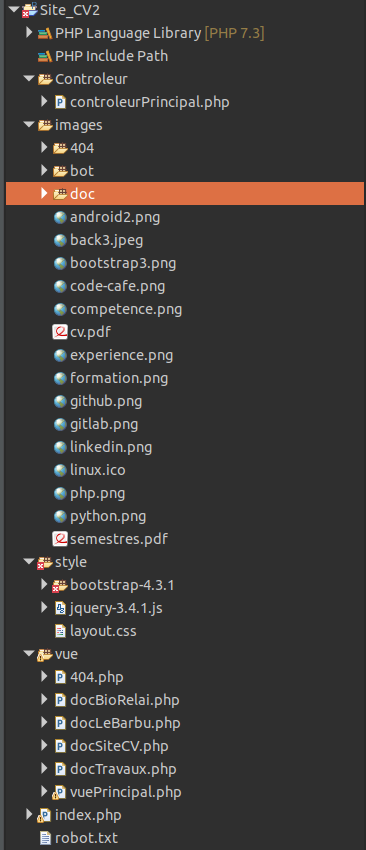 Site_CV2
PHP Language Library [PHP 7.3]
PHP Include Path
Controleur
controleurPrincipal.php
images
404
bot
doc
android2.png
back3.jpeg
bootstrap3.png
code-cafe.png
competence.png
cv.pdf
experience.png
formation.png
github.png
gitlab.png
linkedin.png
linux.ico
php.png
python.png
semestres.pdf
style
bootstrap-4.3.1
jquery-3.4.1.js
layout.css
vue
404.php
docBioRelai.php
docLeBarbu.php
docSiteCV.php
docTravaux.php
vuePrincipal.php
index.php
robot.txt